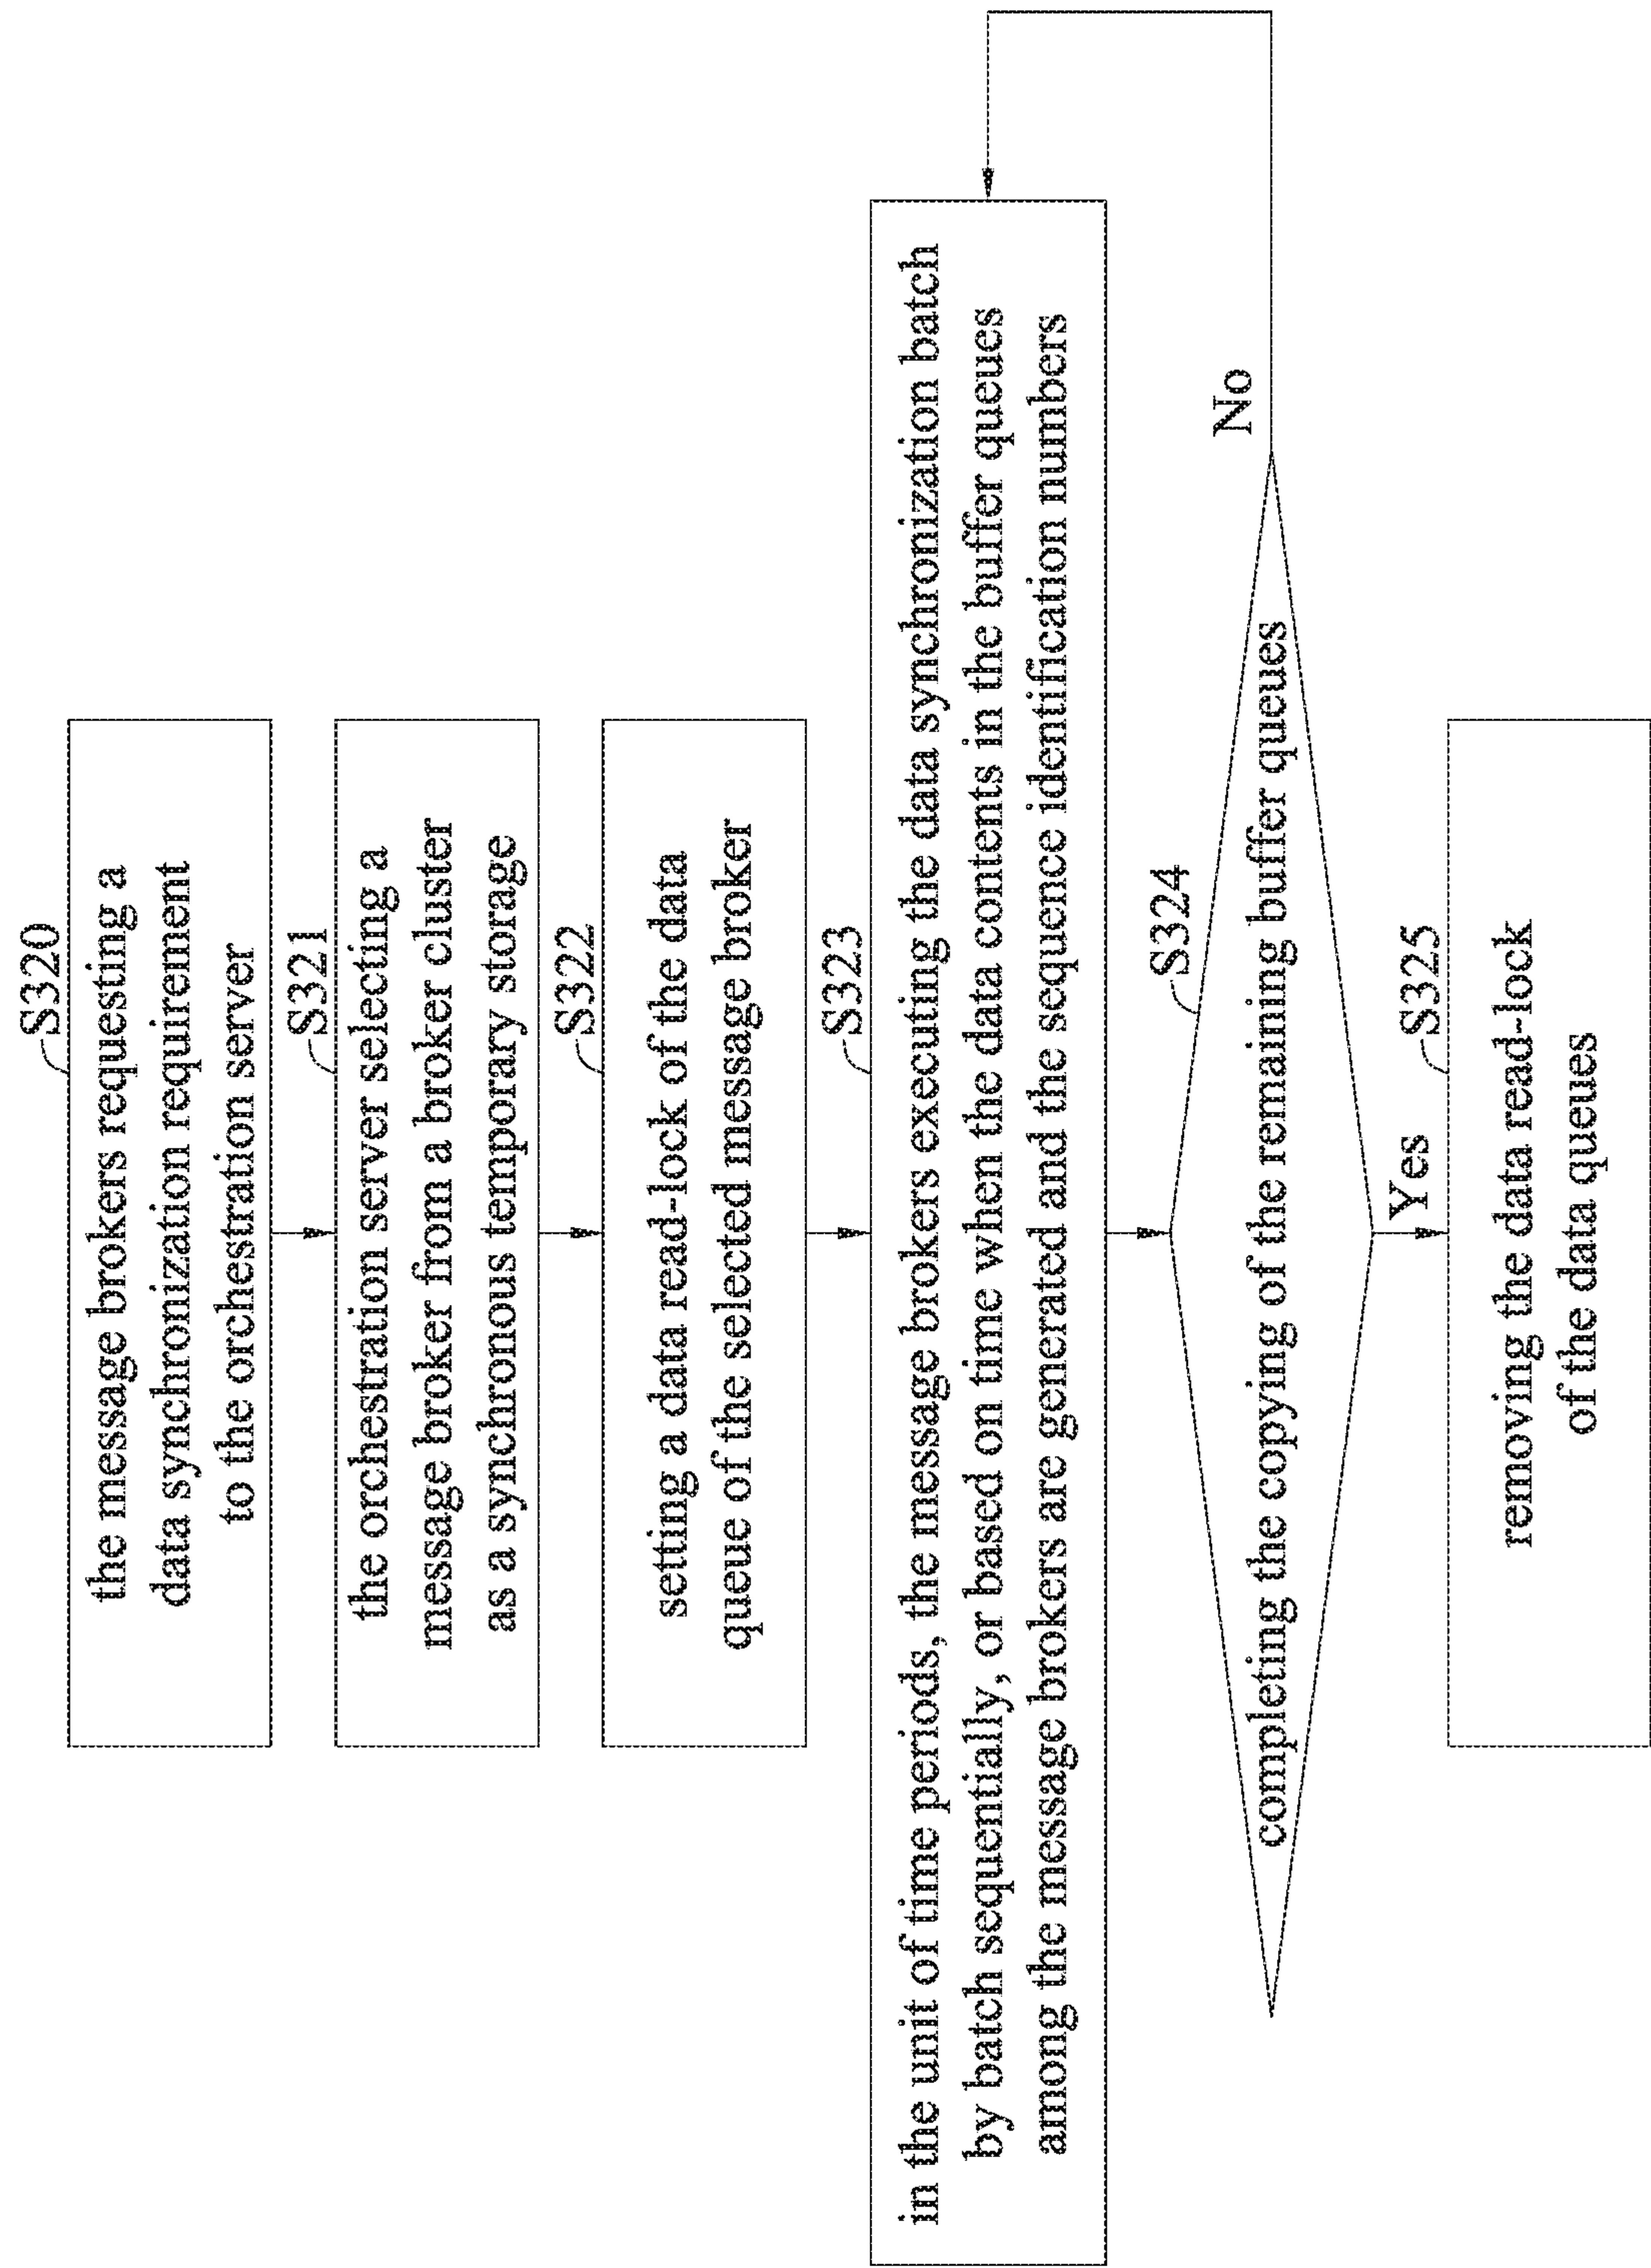 S320
the message brokers requesting a
data synchronization requirement
to the orchestration server
S321
the orchestration server selecting a
message broker from a broker cluster
as a synchronous temporary storage
S322
setting a data read-lock of the data
queue of the selected message broker
S323
in the unit of time periods, the message brokers executing the data synchronization batch
by batch sequentially, or based on time when the data contents in the buffer queues
among the message brokers are generated and the sequence identification numbers
S324
completing the copying of the remaining buffer queues
No
Yes
S325
removing the data read-lock
of the data queues